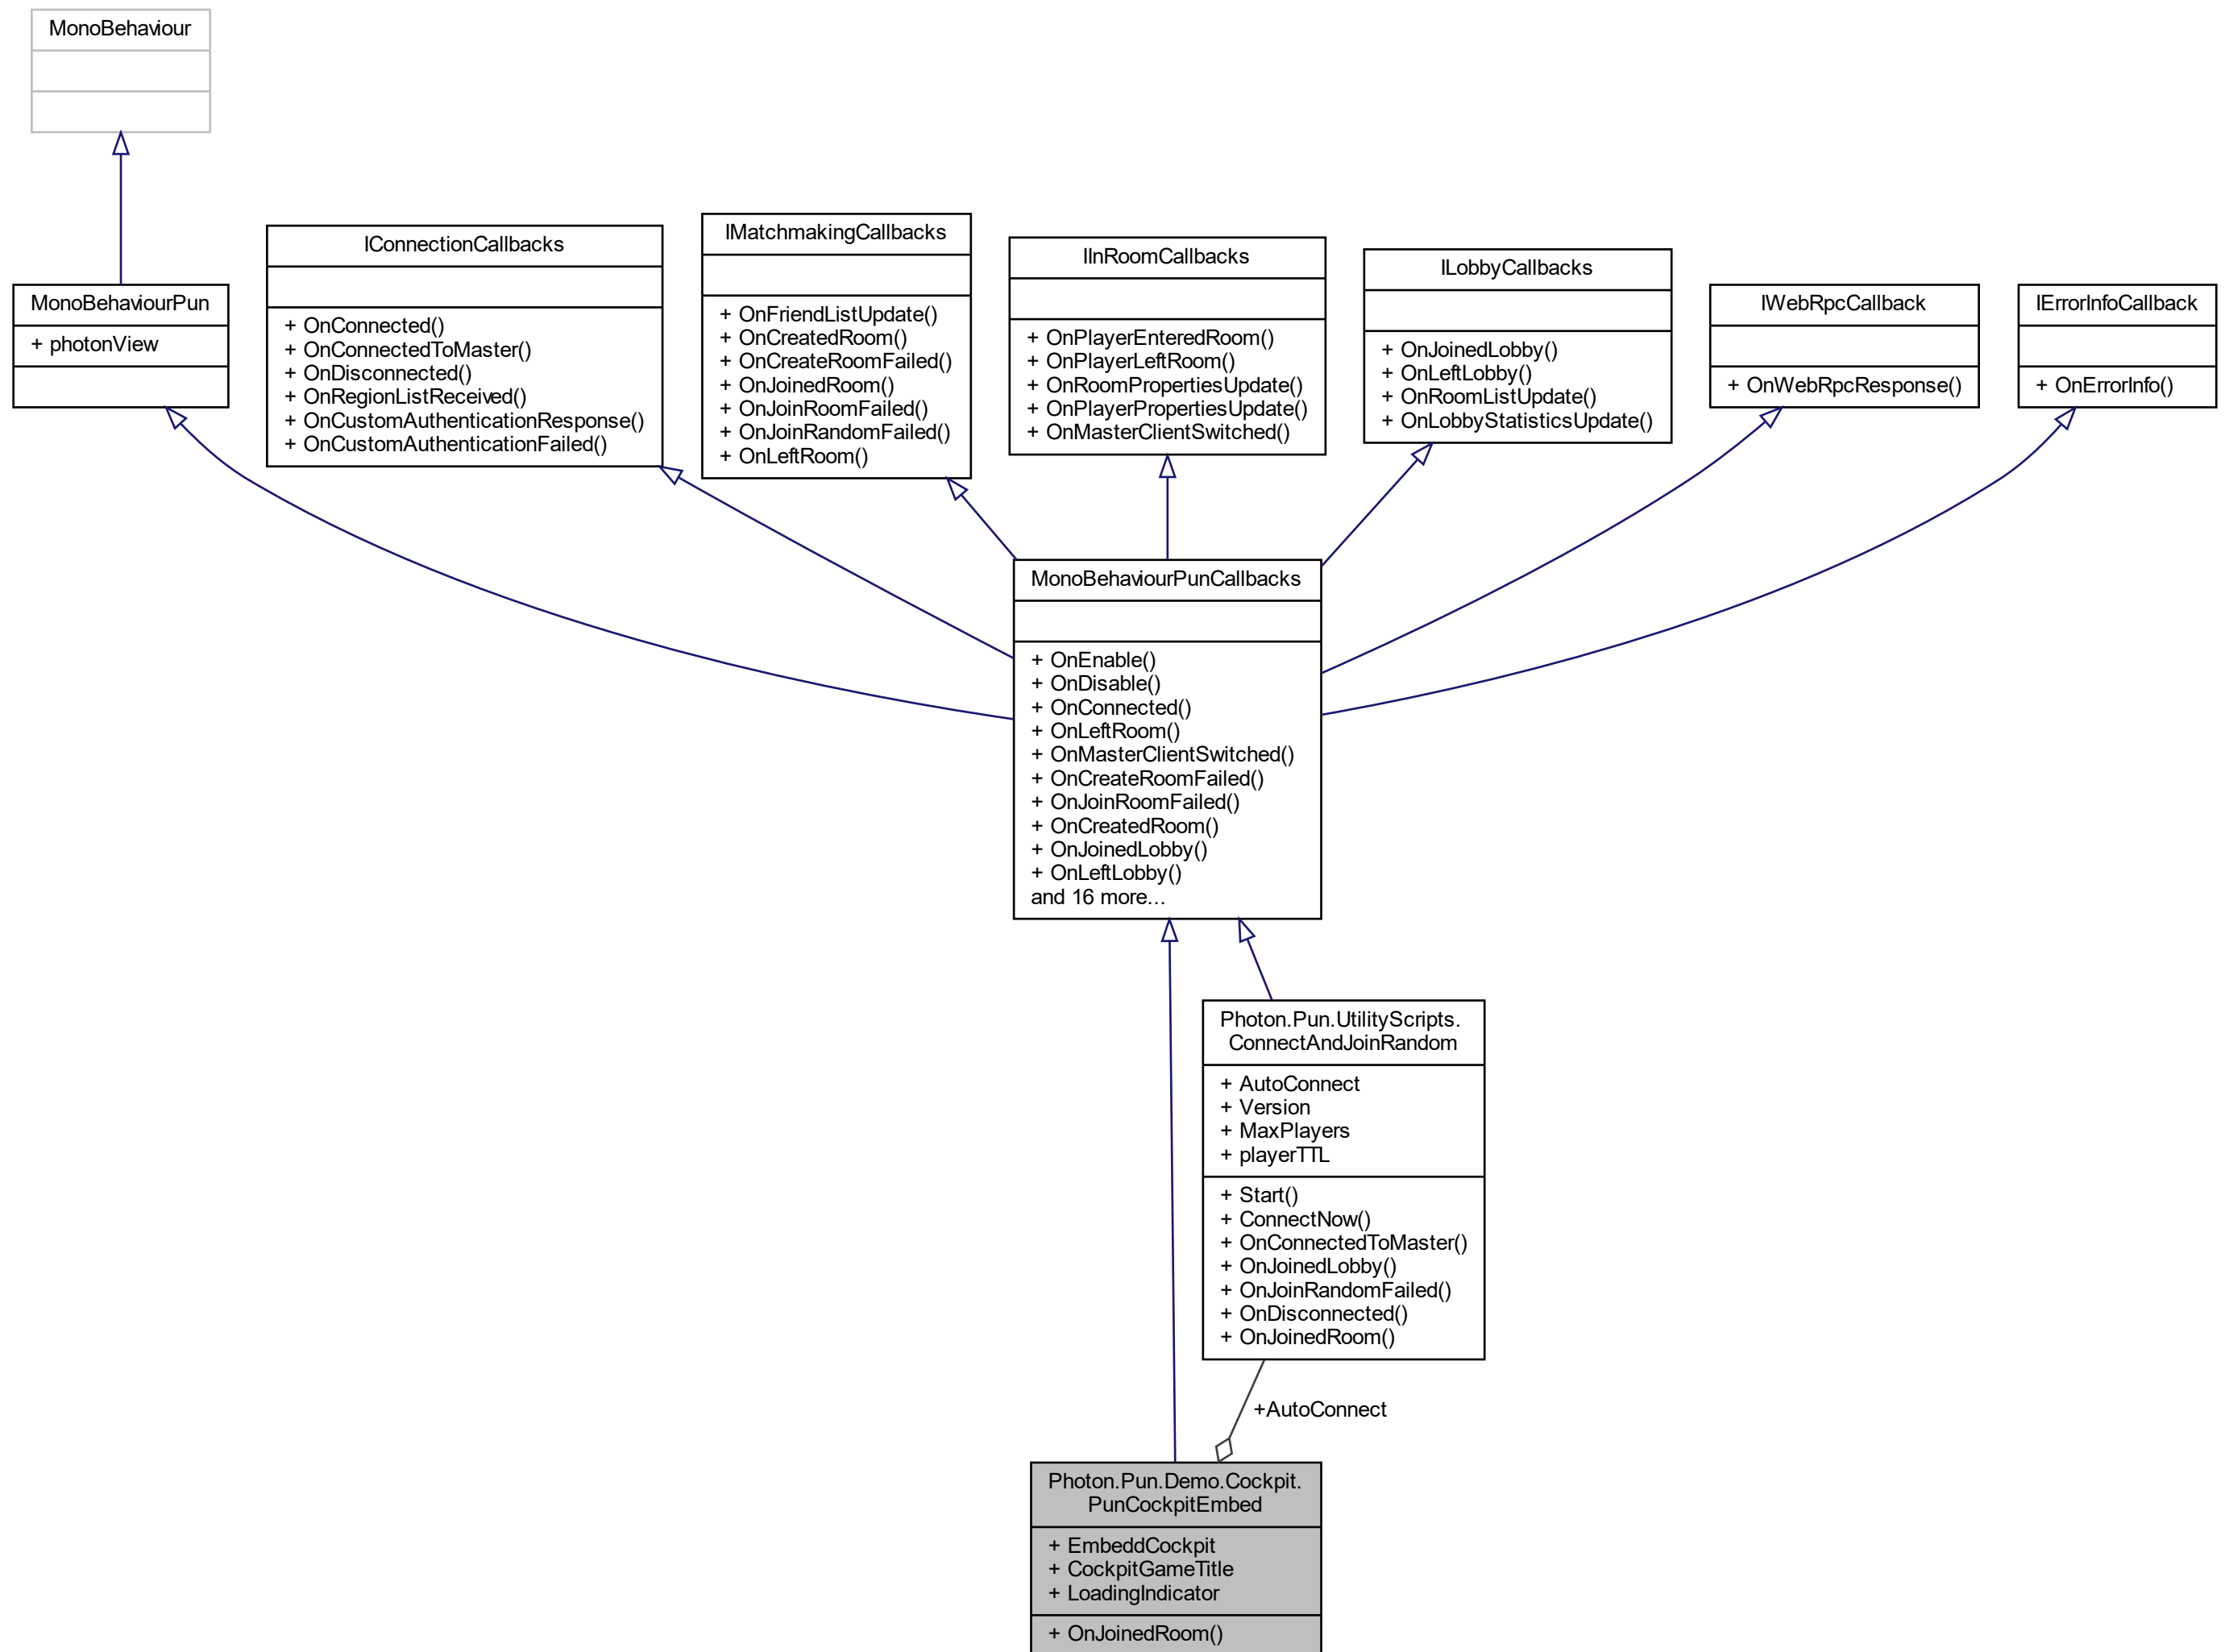 MonoBehaviour
MonoBehaviourPun
+ photonView
IConnectionCallbacks
+ OnConnected()
+ OnConnectedToMaster()
+ OnDisconnected()
+ OnRegionListReceived()
+ OnCustomAuthenticationResponse()
+ OnCustomAuthenticationFailed()
IMatchmakingCallbacks
+ OnFriendListUpdate()
+ OnCreatedRoom()
+ OnCreateRoomFailed()
+ OnJoinedRoom()
+ OnJoinRoomFailed()
+ OnJoinRandomFailed()
+ OnLeftRoom()
IInRoomCallbacks
+ OnPlayerEnteredRoom()
+ OnPlayerLeftRoom()
+ OnRoomPropertiesUpdate()
+ OnPlayerPropertiesUpdate()
+ OnMasterClientSwitched()
ILobbyCallbacks
+ OnJoinedLobby()
+ OnLeftLobby()
+ OnRoomListUpdate()
+ OnLobbyStatisticsUpdate()
IWebRpcCallback
+ OnWebRpcResponse()
IErrorInfoCallback
+ OnErrorInfo()
MonoBehaviourPunCallbacks
+ OnEnable()
+ OnDisable()
+ OnConnected()
+ OnLeftRoom()
+ OnMasterClientSwitched()
+ OnCreateRoomFailed()
+ OnJoinRoomFailed()
+ OnCreatedRoom()
+ OnJoinedLobby()
+ OnLeftLobby()
and 16 more...
Photon.Pun.UtilityScripts.
ConnectAndJoinRandom
+ AutoConnect
+ Version
+ MaxPlayers
+ playerTTL
+ Start()
+ ConnectNow()
+ OnConnectedToMaster()
+ OnJoinedLobby()
+ OnJoinRandomFailed()
+ OnDisconnected()
+ OnJoinedRoom()
+AutoConnect
Photon.Pun.Demo.Cockpit.
PunCockpitEmbed
+ EmbeddCockpit
+ CockpitGameTitle
+ LoadingIndicator
+ OnJoinedRoom()